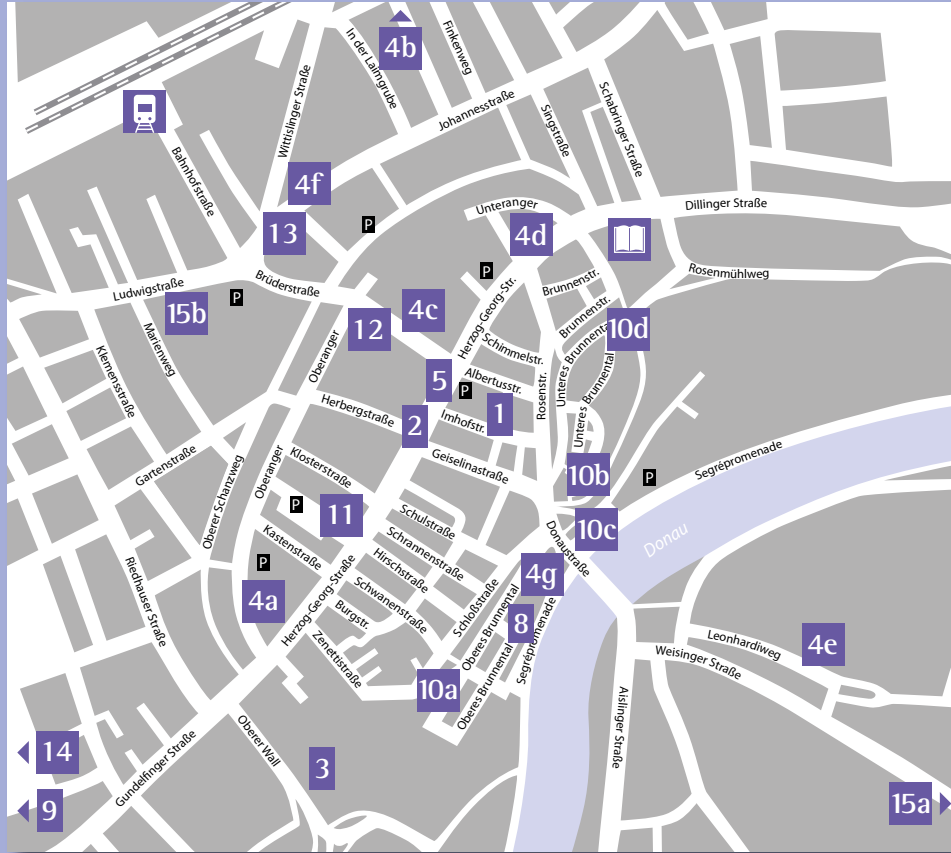 4b
Finkenweg
In der Laimgrube
Johannesstraße
Wittislinger Straße
Singstraße
Schabringer Straße
Bahnhofstraße
4f
13
P
Unteranger
4d
Dillinger Straße
Rosenmühlweg
Ludwigstraße
15b
P
Brüderstraße
4c
12
P
Herzog-Georg-Str.
Brunnenstr.
Brunnenstr.
10d
Marienweg
Klemensstraße
Oberanger
Schimmelstr.
Albertusstr.
5
P
1
Rosenstr.
Unteres Brunnental
Unteres Brunnental
Herbergstraße
2
Imhofstr.
Geiselinastraße
Gartenstraße
Oberer Schanzweg
Oberanger
Klosterstraße
P
11
Schulstraße
Schrannenstraße
Hirschstraße
Schwanenstraße
Burgstr.
Kastenstraße
P
4a
Herzog-Georg-Straße
Zenettistraße
10b
P
Segrépromenade
10c
Donau
Donaustraße
4g
8
Schloßstraße
Oberes Brunnental
Oberes Brunnental
Segrépromenade
10a
Riedhauser Straße
Leonhardiweg
4e
Weisinger Straße
Aislinger Straße
14
9
Gundelfinger Straße
Oberer Wall
3
15a